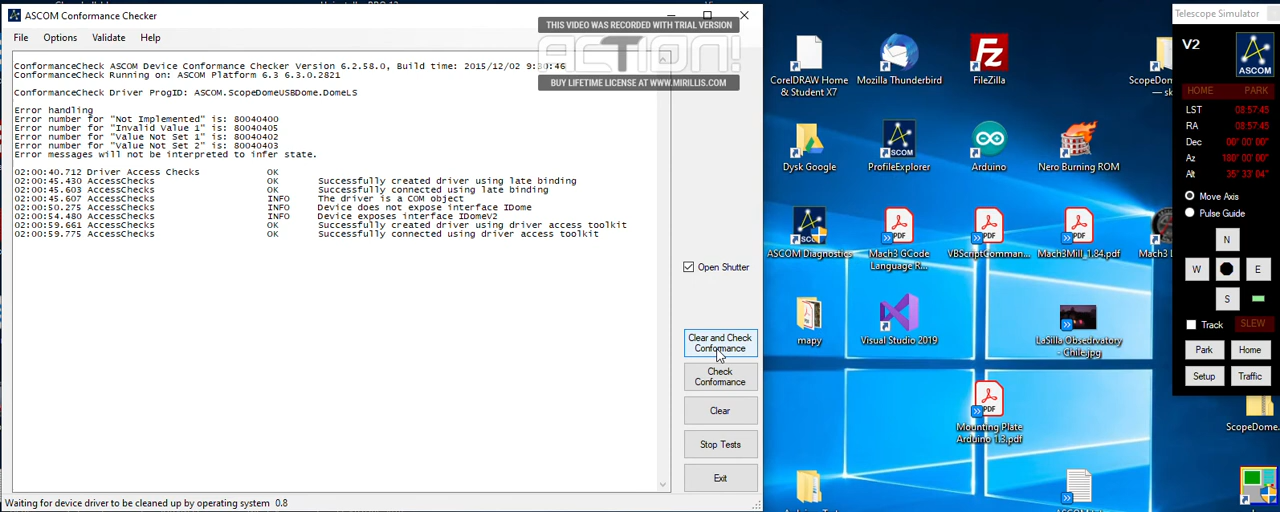 ASCOM Conformance Checker
File Options Validate Help
THIS VIDEO WAS RECORDED WITH TRIAL VERSION
ACTION!
BUY LIFETIME LICENSE AT WWW.MIRILLIS.COM
ConformanceCheck ASCOM Device Conformance Checker Version 6.2.58.0, Build time: 2015/12/02 9:30:46
ConformanceCheck Running on: ASCOM Platform 6.3 6.3.0.2821
ConformanceCheck Driver ProgID: ASCOM.ScopeDomeUSBDome.DomeLS
Error handling
Error number for "Not Implemented" is: 80040400
Error number for "Invalid Value 1" is: 80040405
Error number for "Value Not Set 1" is: 80040402
Error number for "Value Not Set 2" is: 80040403
Error messages will not be interpreted to infer state.
02:00:40.712 Driver Access Checks OK
02:00:45.430 AccessChecks OK Successfully created driver using late binding
02:00:45.603 AccessChecks OK Successfully connected using late binding
02:00:45.607 AccessChecks INFO The driver is a COM object
02:00:50.275 AccessChecks INFO Device does not expose interface IDome
02:00:54.480 AccessChecks INFO Device exposes interface IDomeV2
02:00:59.661 AccessChecks OK Successfully created driver using driver access toolkit
02:00:59.775 AccessChecks OK Successfully connected using driver access toolkit
Open Shutter
Clear and Check
Conformance
Check
Conformance
Clear
Stop Tests
Exit
Waiting for device driver to be cleaned up by operating system 0.8
CorelDRAW Home
& Student X7
Mozilla Thunderbird
FileZilla
ScopeDom
Dysk Google
ProfileExplorer
Arduino
Nero Burning ROM
ASCOM Diagnostics
Mach3 GCode
Language R...
VBScriptComman...
Mach3Mill_1.84.pdf
Mach3
mapy
Visual Studio 2019
LaSilla Obsedrvatory
- Chile.jpg
Mounting Plate
Arduino 1.3.pdf
ScopeDome.
Telescope Simulator
V2
ASCOM
HOME PARK
LST 08:57:45
RA 08:57:45
Dec 00° 00' 00"
Az 180° 00' 00"
Alt 35° 33' 04"
Move Axis
Pulse Guide
N
W E
S
Track SLEW
Park Home
Setup Traffic